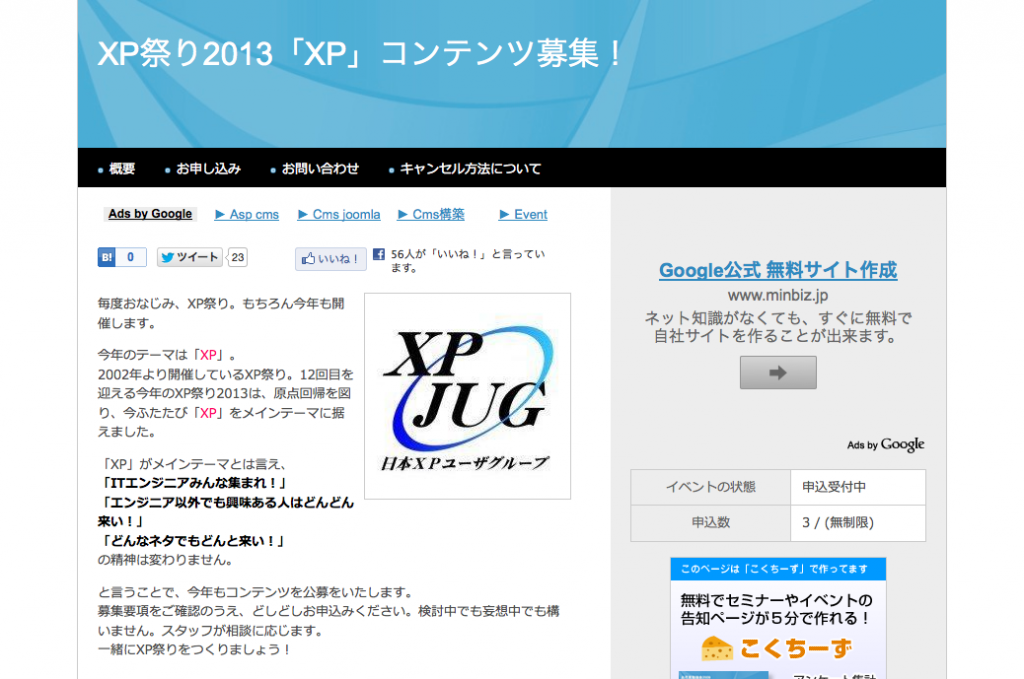 XP祭り2013「XP」コンテンツ募集！
概要
お申し込み
お問い合わせ
キャンセル方法について
Ads by Google
▶ Asp cms
▶ Cms joomla
▶ Cms構築
▶ Event
B! 0
ツイート 23
いいね！
56人が「いいね！」と言ってい
ます。
毎度おなじみ、XP祭り。もちろん今年も開
催します。
今年のテーマは「XP」。
2002年より開催しているXP祭り。12回目を
迎える今年のXP祭り2013は、原点回帰を図
り、今ふたたび「XP」をメインテーマに据
えました。
「XP」がメインテーマとは言え、
「ITエンジニアみんな集まれ！」
「エンジニア以外でも興味ある人はどんどん
来い！」
「どんなネタでもどんと来い！」
の精神は変わりません。
XP
JUG
日本XPユーザグループ
と言うことで、今年もコンテンツを公募をいたします。
募集要項をご確認のうえ、どしどしお申込みください。検討中でも妄想中でも構
いません。スタッフが相談に応じます。
一緒にXP祭りをつくりましょう！
Google公式 無料サイト作成
www.minbiz.jp
ネット知識がなくても、すぐに無料で
自社サイトを作ることが出来ます。
Ads by Google
イベントの状態 申込受付中
申込数 3 / (無制限)
このページは「こくちーず」で作ってます
無料でセミナーやイベントの
告知ページが５分で作れる！
こくちーず
アンケート集計